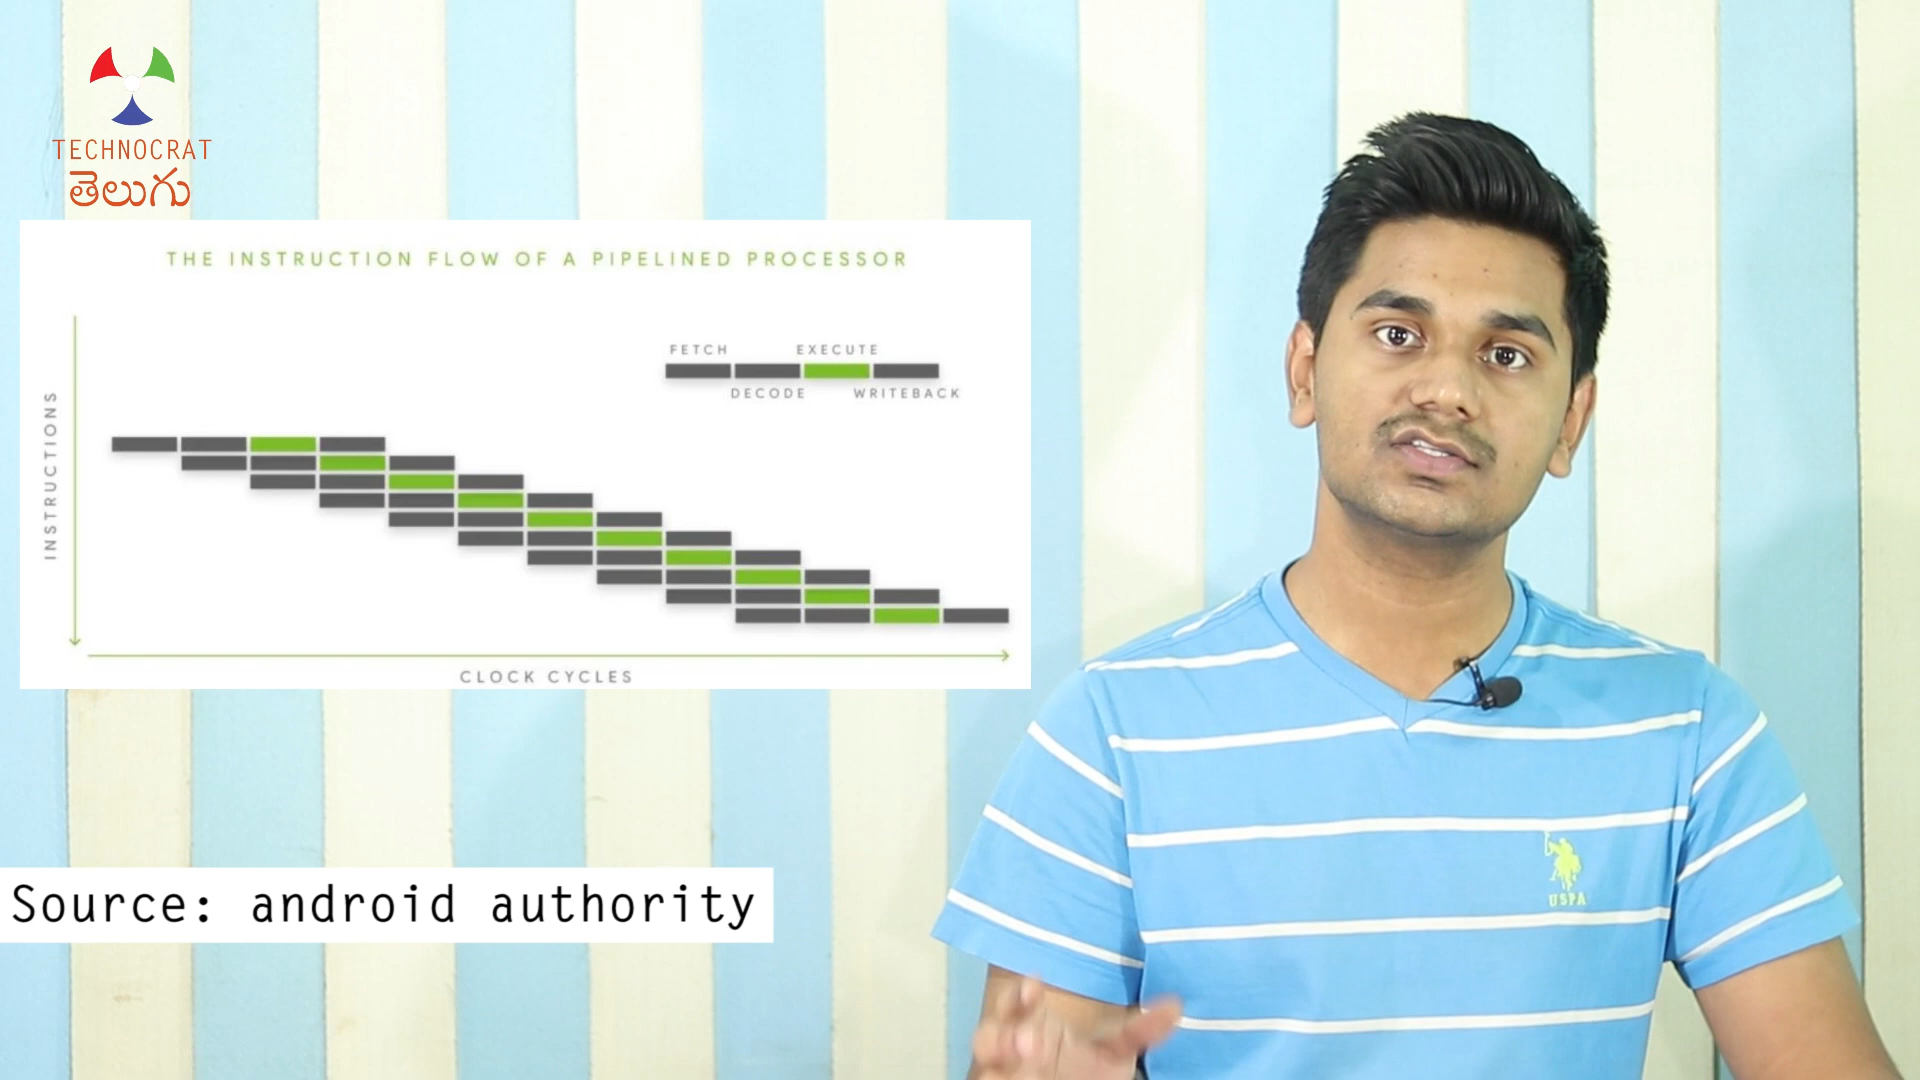 TECHNOCRAT
తెలుగు
THE INSTRUCTION FLOW OF A PIPELINED PROCESSOR
FETCH
EXECUTE
DECODE
WRITEBACK
INSTRUCTIONS
CLOCK CYCLES
Source: android authority
USPA